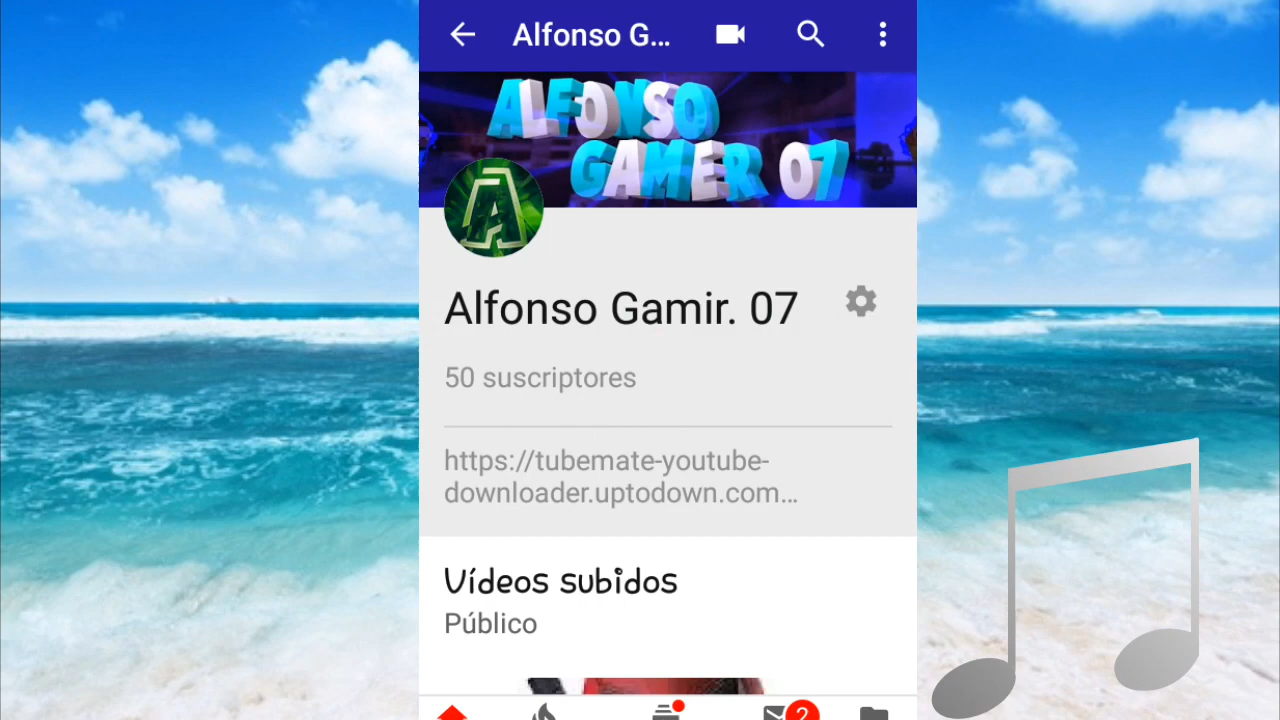 Alfonso G...
ALFONSO
GAMER 07
A
Alfonso Gamir. 07
50 suscriptores
https://tubemate-youtube-
downloader.uptodown.com...
Vídeos subidos
Público
2